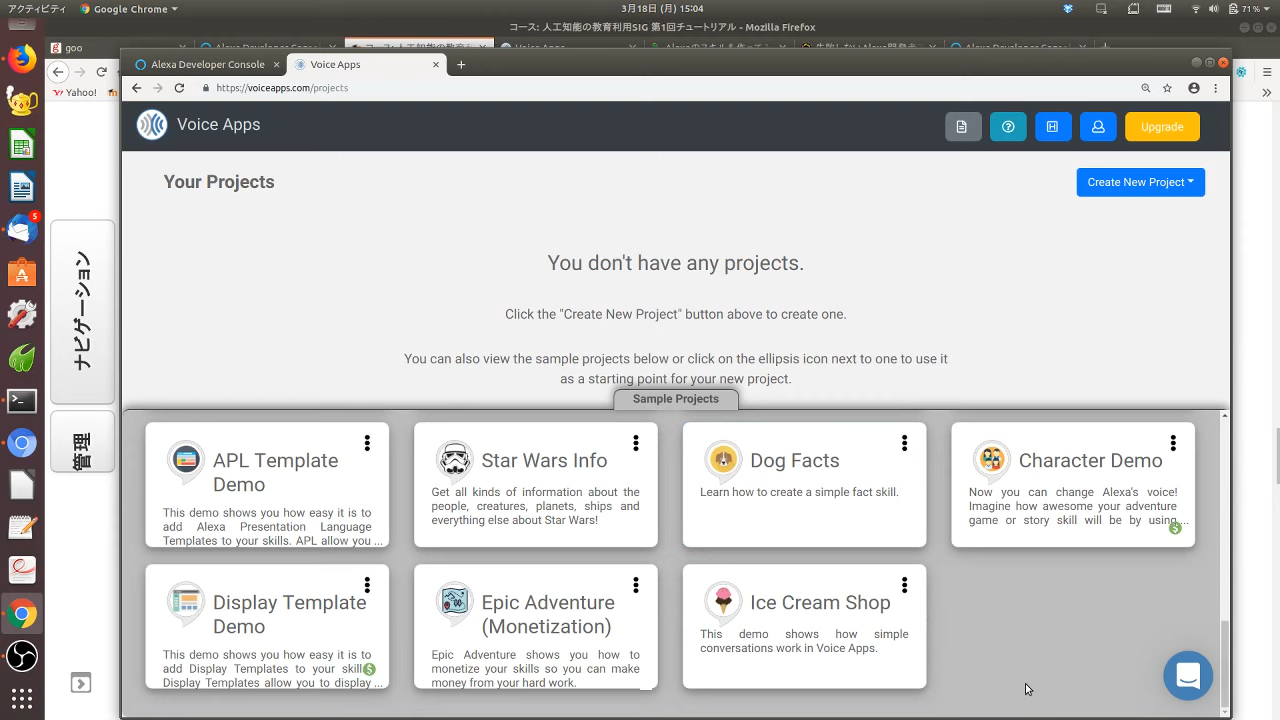 アクティビティ
Google Chrome
3月18日 (月) 15:04
71%
コース: 人工知能の教育利用SIG 第1回チュートリアル - Mozilla Firefox
goo
Alexa Developer Console
Voice Apps
https://voiceapps.com/projects
Yahoo!
Voice Apps
Upgrade
Your Projects
Create New Project
You don't have any projects.
Click the "Create New Project" button above to create one.
You can also view the sample projects below or click on the ellipsis icon next to one to use it
as a starting point for your new project.
Sample Projects
ナビゲーション
管理
5
APL Template
Demo
This demo shows you how easy it is to
add Alexa Presentation Language
Templates to your skills. APL allow you ...
Star Wars Info
Get all kinds of information about the
people, creatures, planets, ships and
everything else about Star Wars!
Dog Facts
Learn how to create a simple fact skill.
Character Demo
Now you can change Alexa's voice!
Imagine how awesome your adventure
game or story skill will be by using...
Display Template
Demo
This demo shows you how easy it is to
add Display Templates to your skill
Display Templates allow you to display ...
Epic Adventure
(Monetization)
Epic Adventure shows you how to
monetize your skills so you can make
money from your hard work.
Ice Cream Shop
This demo shows how simple
conversations work in Voice Apps.